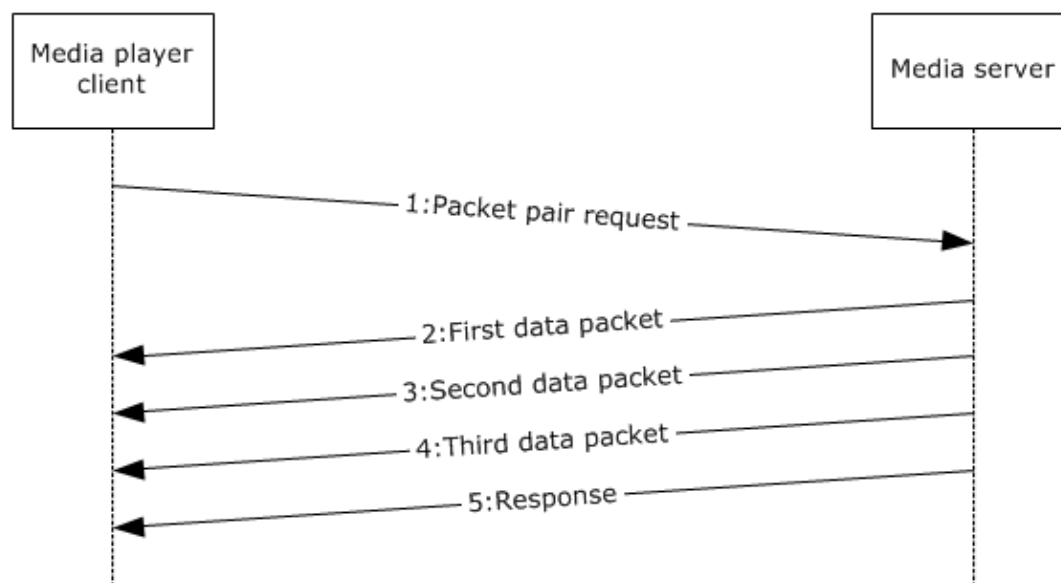 Media player
client
Media server
1:Packet pair request
2:First data packet
3:Second data packet
4:Third data packet
5:Response